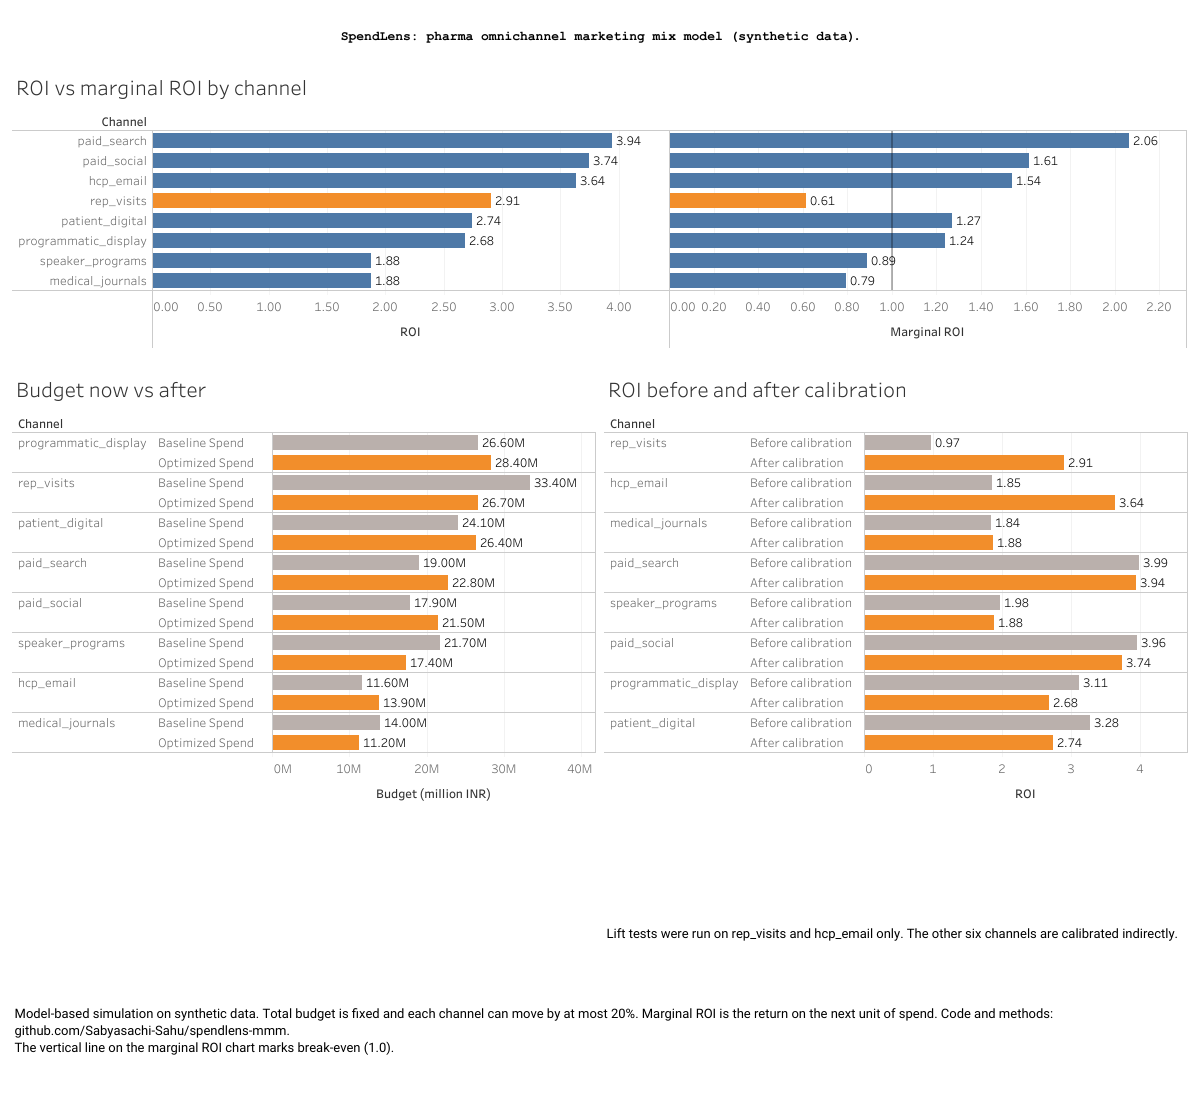 SpendLens: pharma omnichannel marketing mix model (synthetic data).
ROI vs marginal ROI by channel
Channel
paid_search 3.94 2.06
paid_social 3.74 1.61
hcp_email 3.64 1.54
rep_visits 2.91 0.61
patient_digital 2.74 1.27
programmatic_display 2.68 1.24
speaker_programs 1.88 0.89
medical_journals 1.88 0.79
0.00 0.50 1.00 1.50 2.00 2.50 3.00 3.50 4.00 0.00 0.20 0.40 0.60 0.80 1.00 1.20 1.40 1.60 1.80 2.00 2.20
ROI Marginal ROI
Budget now vs after
Channel
programmatic_display Baseline Spend 26.60M
Optimized Spend 28.40M
rep_visits Baseline Spend 33.40M
Optimized Spend 26.70M
patient_digital Baseline Spend 24.10M
Optimized Spend 26.40M
paid_search Baseline Spend 19.00M
Optimized Spend 22.80M
paid_social Baseline Spend 17.90M
Optimized Spend 21.50M
speaker_programs Baseline Spend 21.70M
Optimized Spend 17.40M
hcp_email Baseline Spend 11.60M
Optimized Spend 13.90M
medical_journals Baseline Spend 14.00M
Optimized Spend 11.20M
0M 10M 20M 30M 40M
Budget (million INR)
ROI before and after calibration
Channel
rep_visits Before calibration 0.97
After calibration 2.91
hcp_email Before calibration 1.85
After calibration 3.64
medical_journals Before calibration 1.84
After calibration 1.88
paid_search Before calibration 3.99
After calibration 3.94
speaker_programs Before calibration 1.98
After calibration 1.88
paid_social Before calibration 3.96
After calibration 3.74
programmatic_display Before calibration 3.11
After calibration 2.68
patient_digital Before calibration 3.28
After calibration 2.74
0 1 2 3 4
ROI
Lift tests were run on rep_visits and hcp_email only. The other six channels are calibrated indirectly.
Model-based simulation on synthetic data. Total budget is fixed and each channel can move by at most 20%. Marginal ROI is the return on the next unit of spend. Code and methods:
github.com/Sabyasachi-Sahu/spendlens-mmm.
The vertical line on the marginal ROI chart marks break-even (1.0).